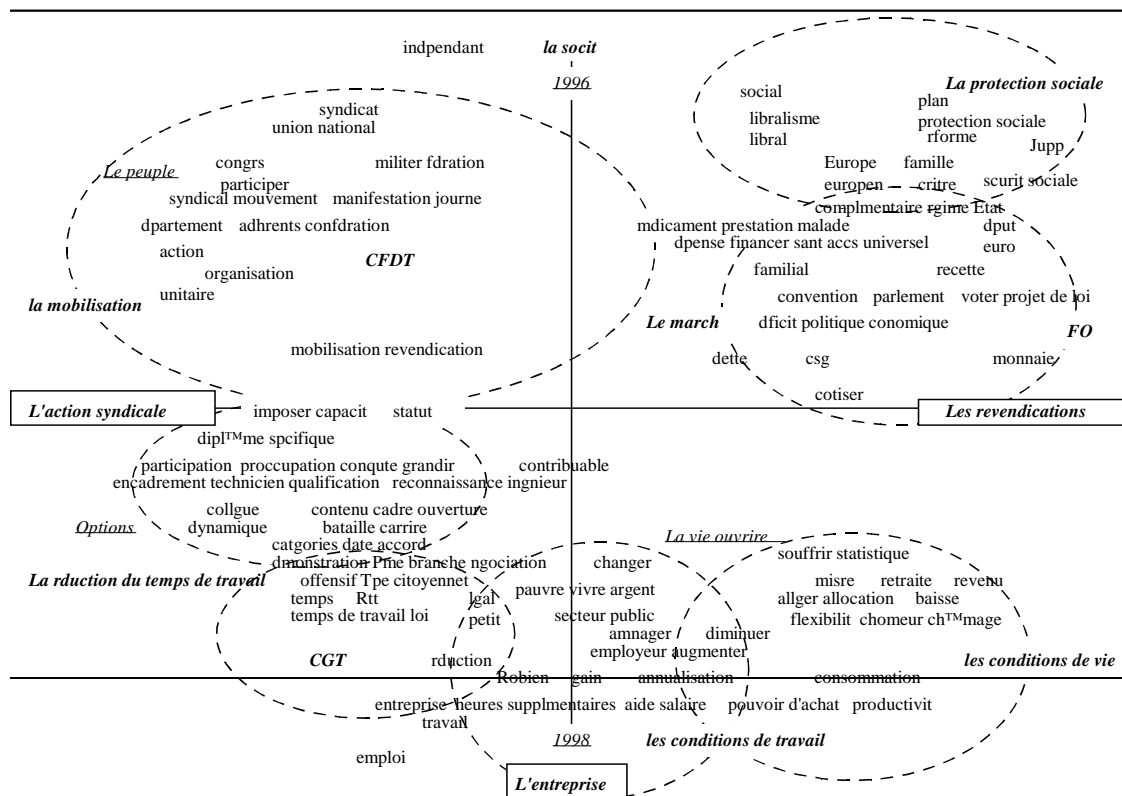 indpendant la socit
1996
La protection sociale
social plan
syndicat
libralisme protection sociale
union national
libral rforme
Jupp
congrs militer fdration Europe famille
Le peuple
participer europen critre scurit sociale
syndical mouvement manifestation journe
complmentaire rgime Etat
dpartement adhrents confdration mdicament prestation malade dput
dpense financer sant accs universel euro
action CFDT
organisation familial recette
unitaire convention parlement voter projet de loi
la mobilisation
Le march dficit politique conomique FO
mobilisation revendication
dette csg monnaie
cotiser
L'action syndicale imposer capacit statut Les revendications
dipl™me spcifique
participation proccupation conqute grandir contribuable
encadrement technicien qualification reconnaissance ingnieur
collgue contenu cadre ouverture
Options dynamique bataille carrire
La vie ouvrire
catgories date accord
souffrir statistique
dmonstration Pme branche ngociation changer
La rduction du temps de travail offensif Tpe citoyennet misre retraite revenu
pauvre vivre argent
temps Rtt lgal allger allocation baisse
temps de travail loi petit secteur public flexibilit chomeur ch™mage
amnager diminuer
employeur augmenter
CGT rduction les conditions de vie
Robien gain annualisation consommation
entreprise heures supplmentaires aide salaire pouvoir d'achat productivit
travail
1998 les conditions de travail
emploi
L'entreprise